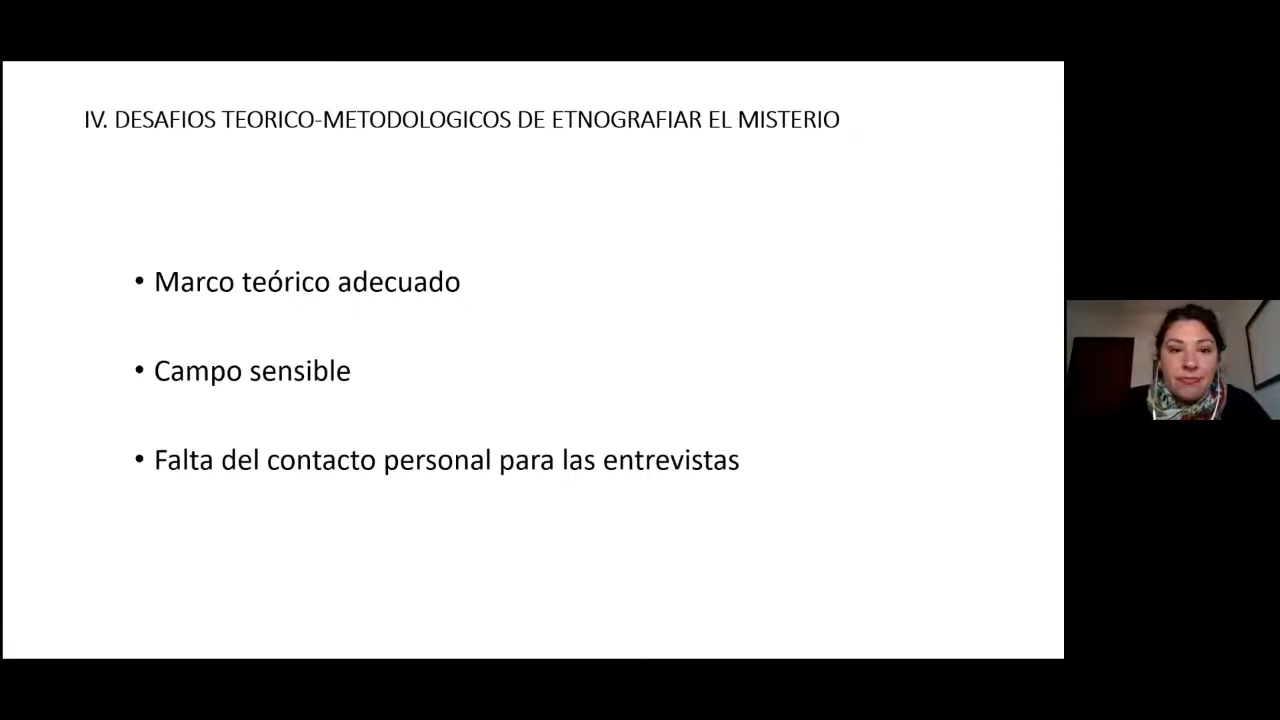 IV. DESAFIOS TEORICO-METODOLOGICOS DE ETNOGRAFIAR EL MISTERIO
• Marco teórico adecuado
• Campo sensible
• Falta del contacto personal para las entrevistas